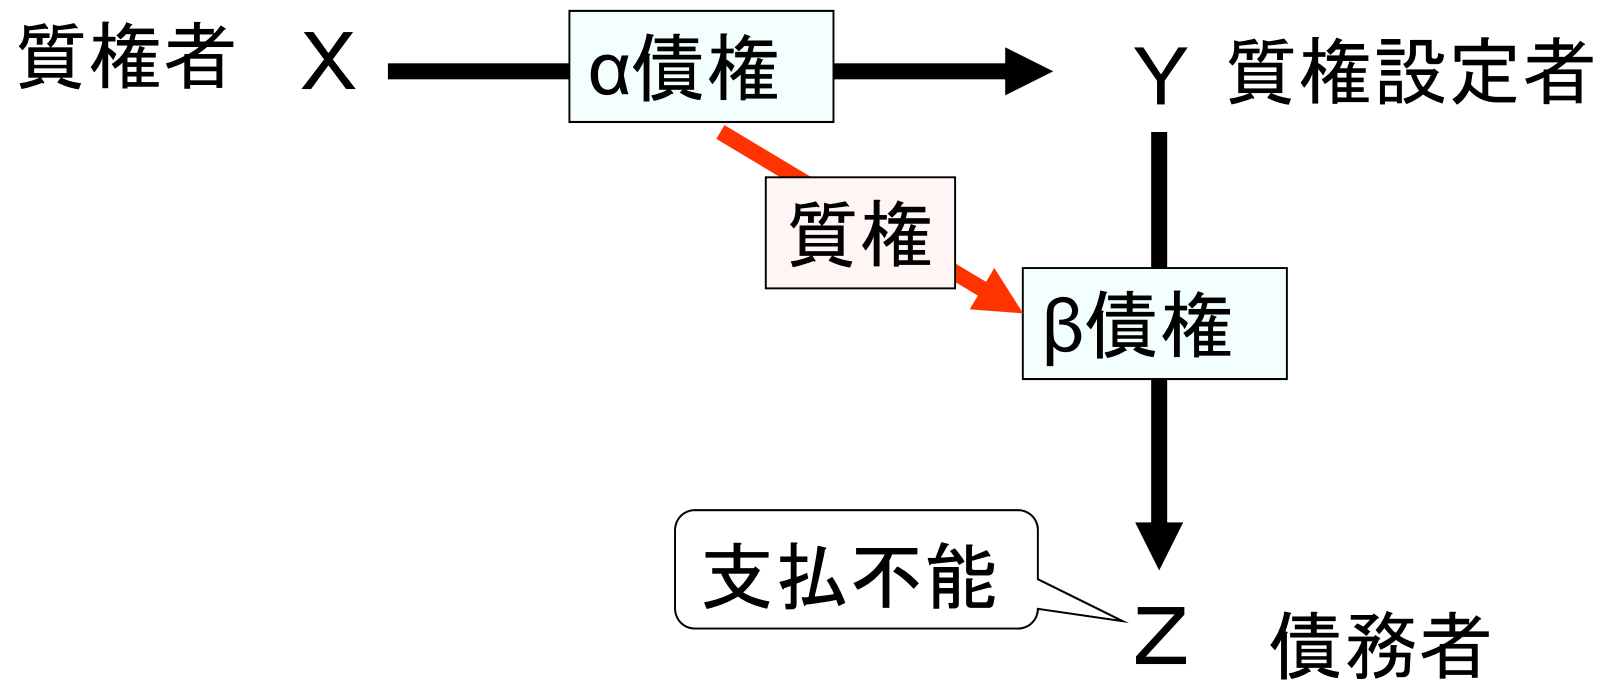 質権者 X
α債権
Y 質権設定者
質権
β債権
支払不能
Z 債務者